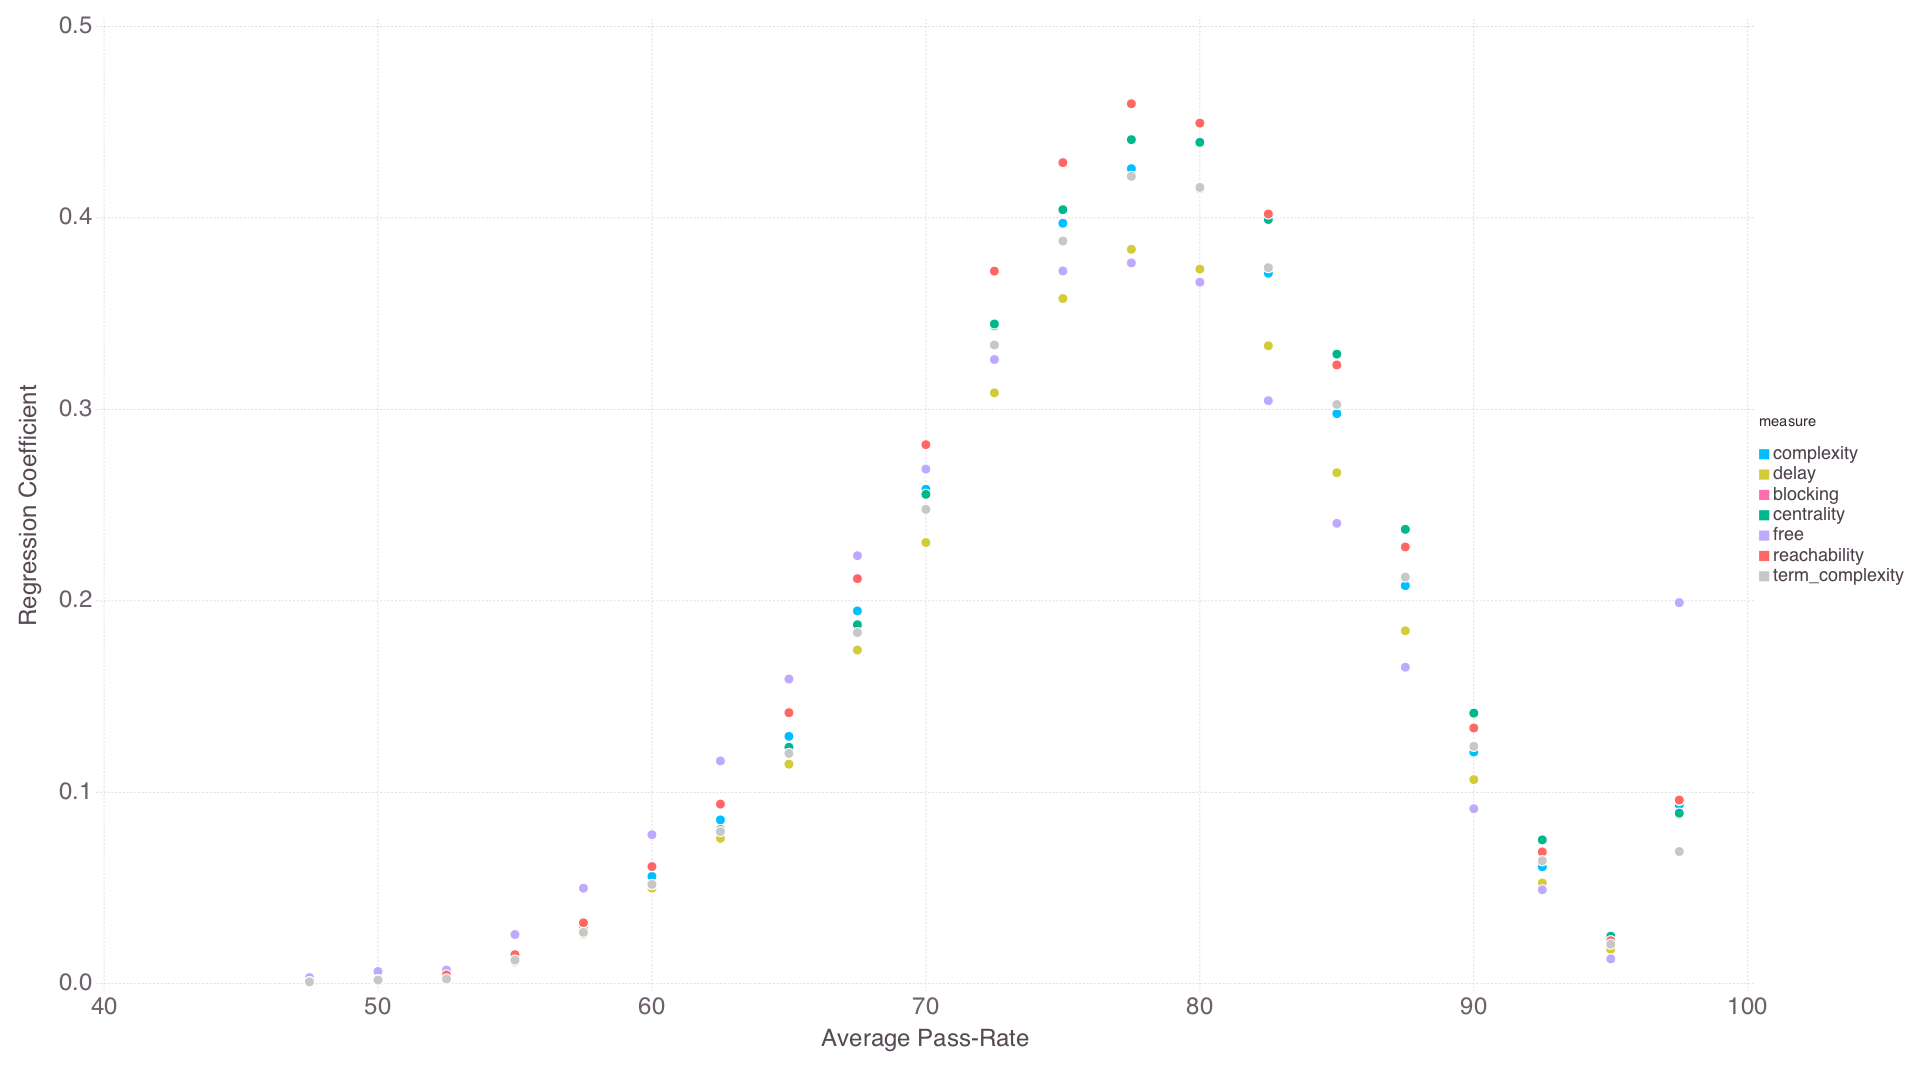 0.5
0.4
0.3
0.2
0.1
0.0
Regression Coefficient
40 50 60 70 80 90 100
Average Pass-Rate
measure
complexity
delay
blocking
centrality
free
reachability
term_complexity